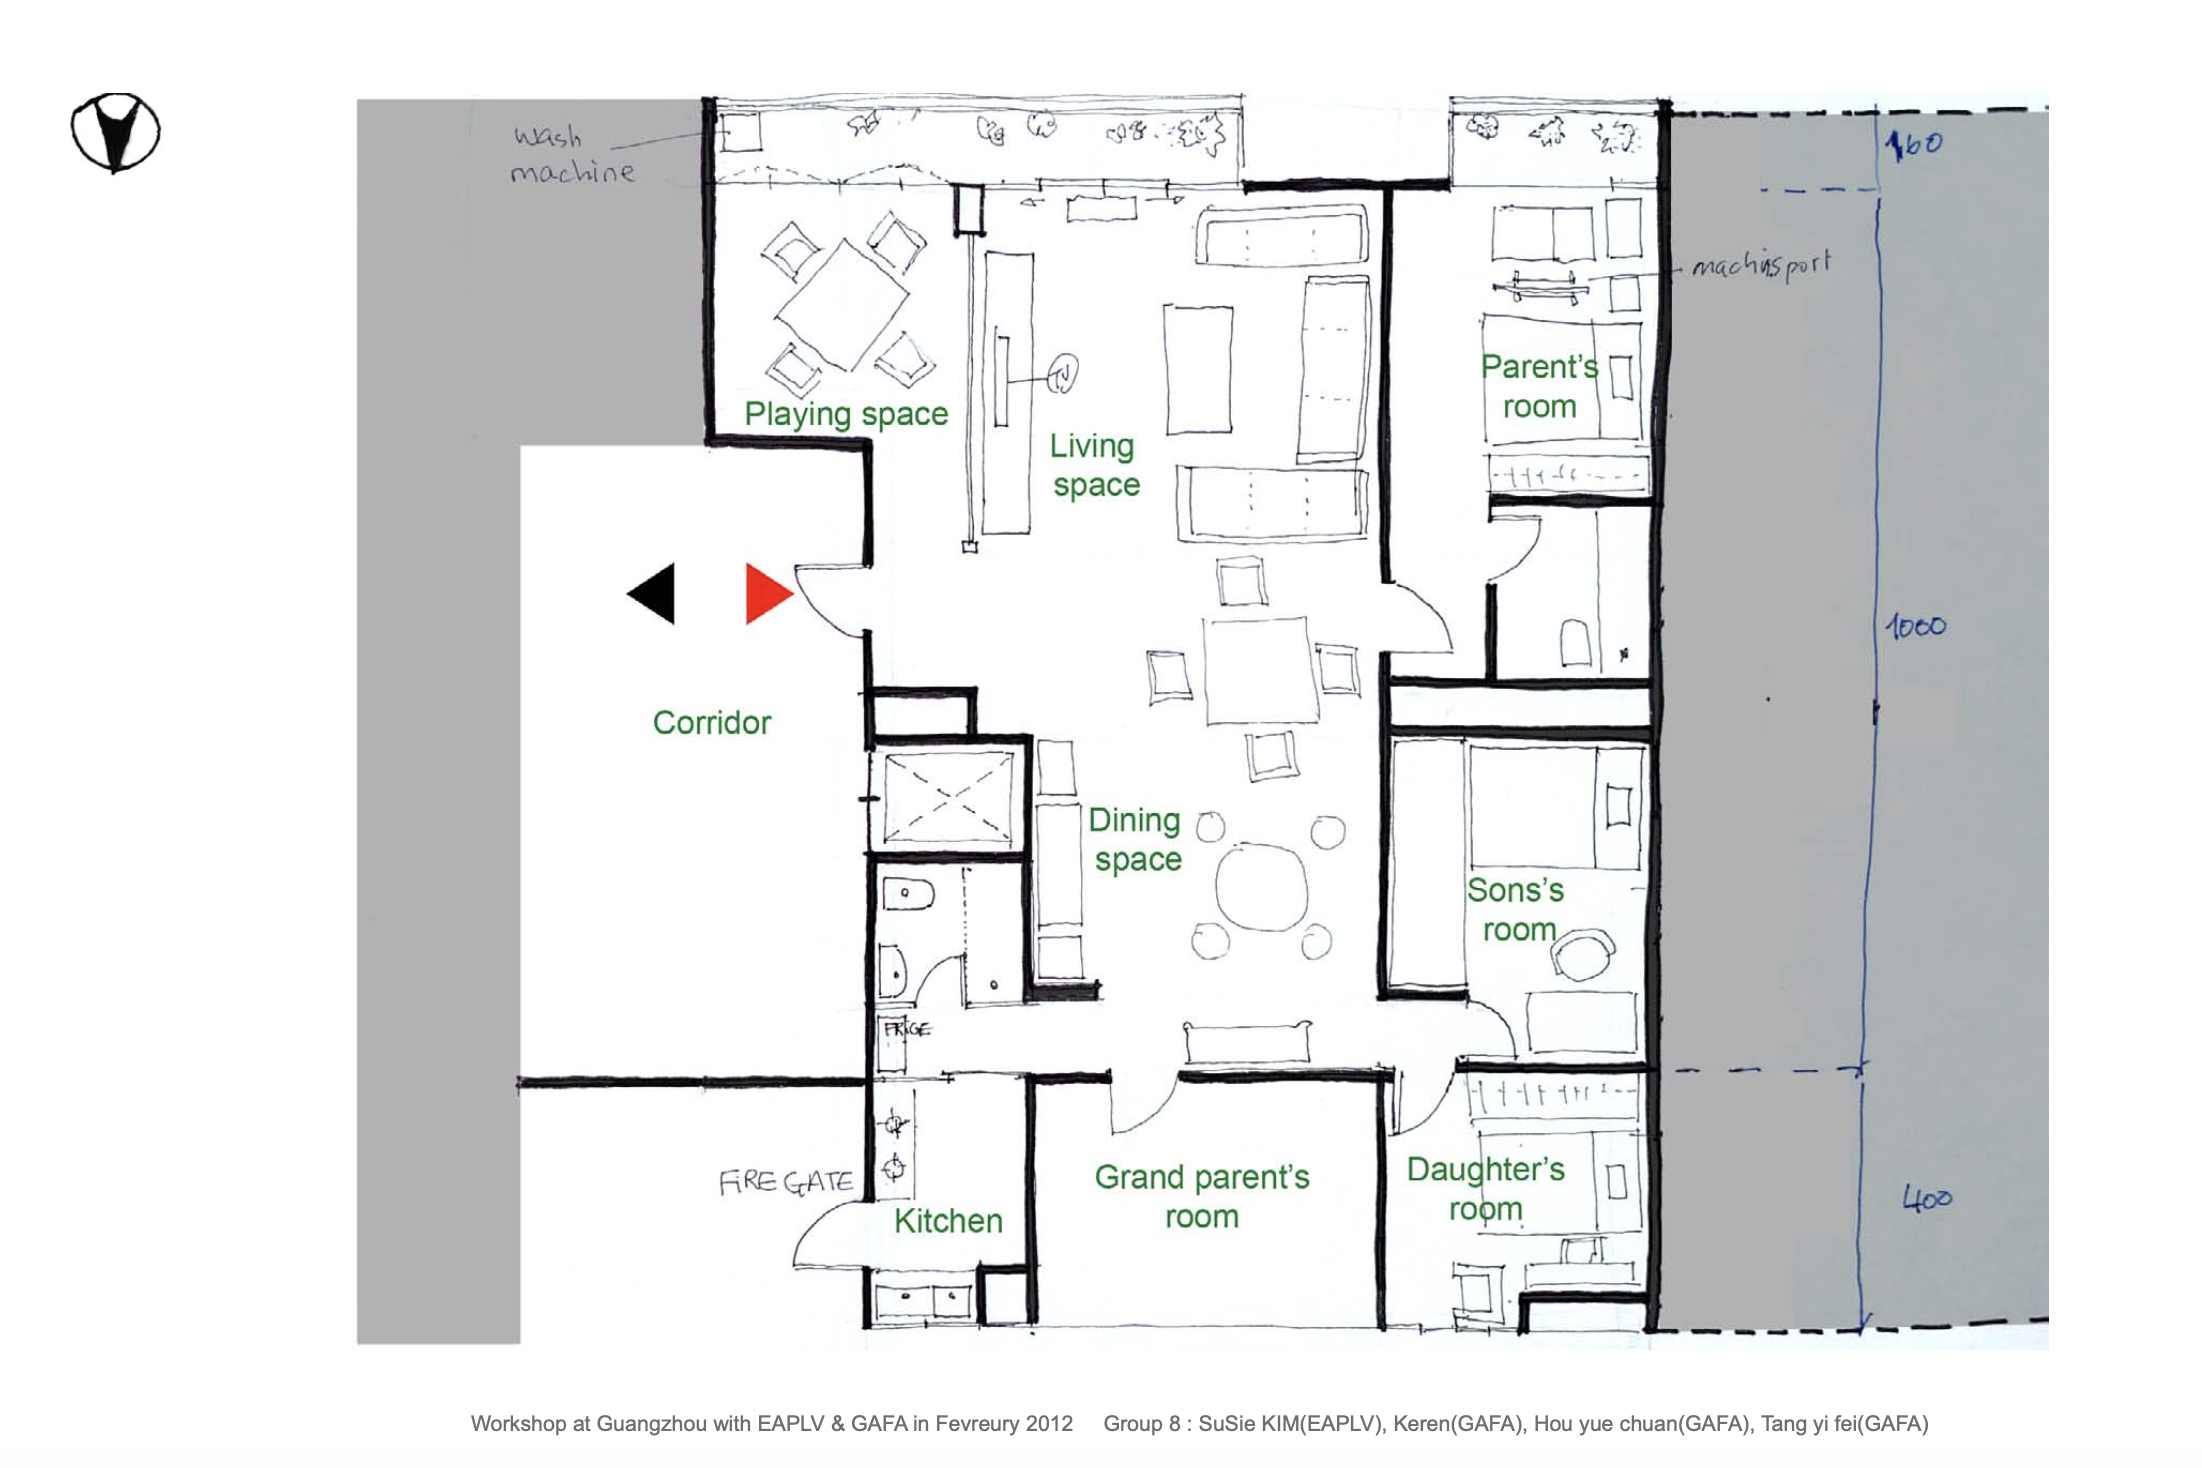 wash
machine
160
machinsport
Parent's
room
TV
Playing space
Living
space
1000
Corridor
Dining
space
Sons's
room
FRIGE
FIRE GATE
Kitchen
Grand parent's
room
Daughter's
room
400
Workshop at Guangzhou with EAPLV & GAFA in Fevreury 2012 Group 8 : SuSie KIM(EAPLV), Keren(GAFA), Hou yue chuan(GAFA), Tang yi fei(GAFA)